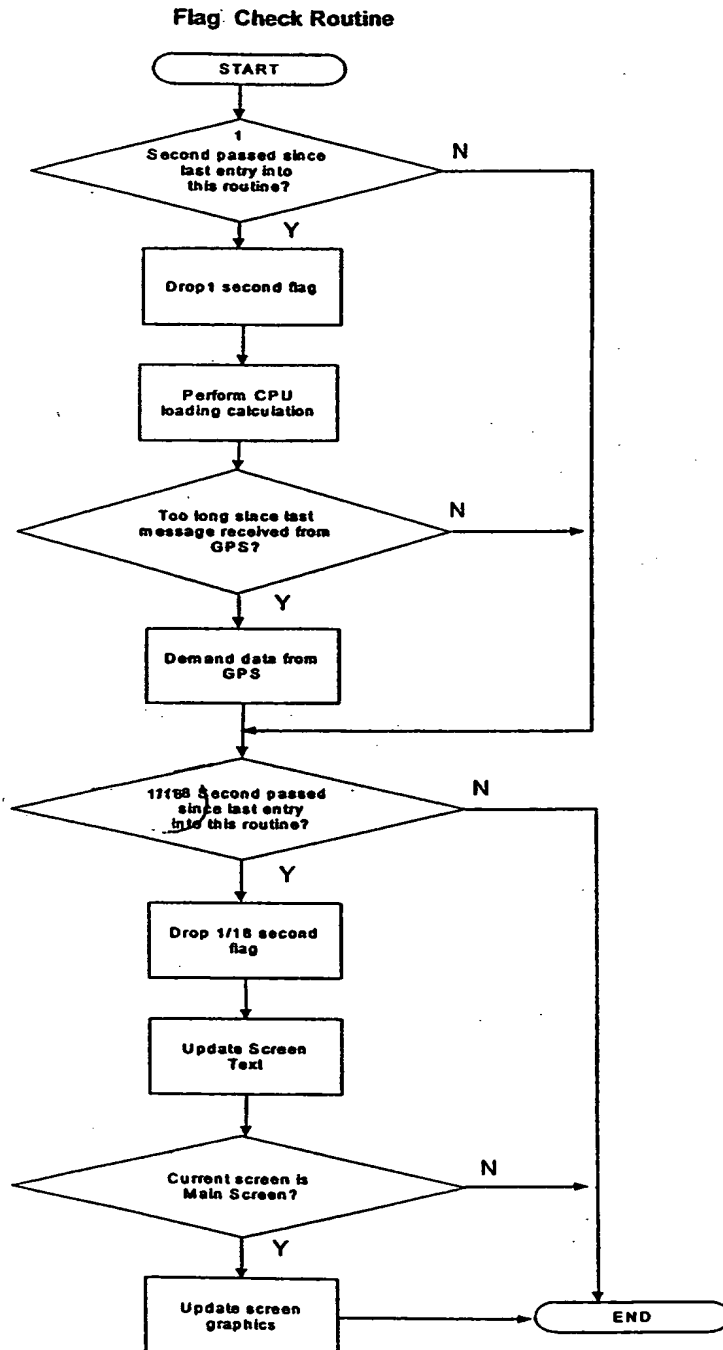 Flag Check Routine
START
1
Second passed since
last entry into
this routine?
N
Y
Drop1 second flag
Perform CPU
loading calculation
Too long since last
message received from
GPS?
N
Y
Demand data from
GPS
Second passed
since last entry
into this routine?
N
Y
Drop 1/16 second
flag
Update Screen
Text
Current screen is
Main Screen?
N
Y
Update screen
graphics
END